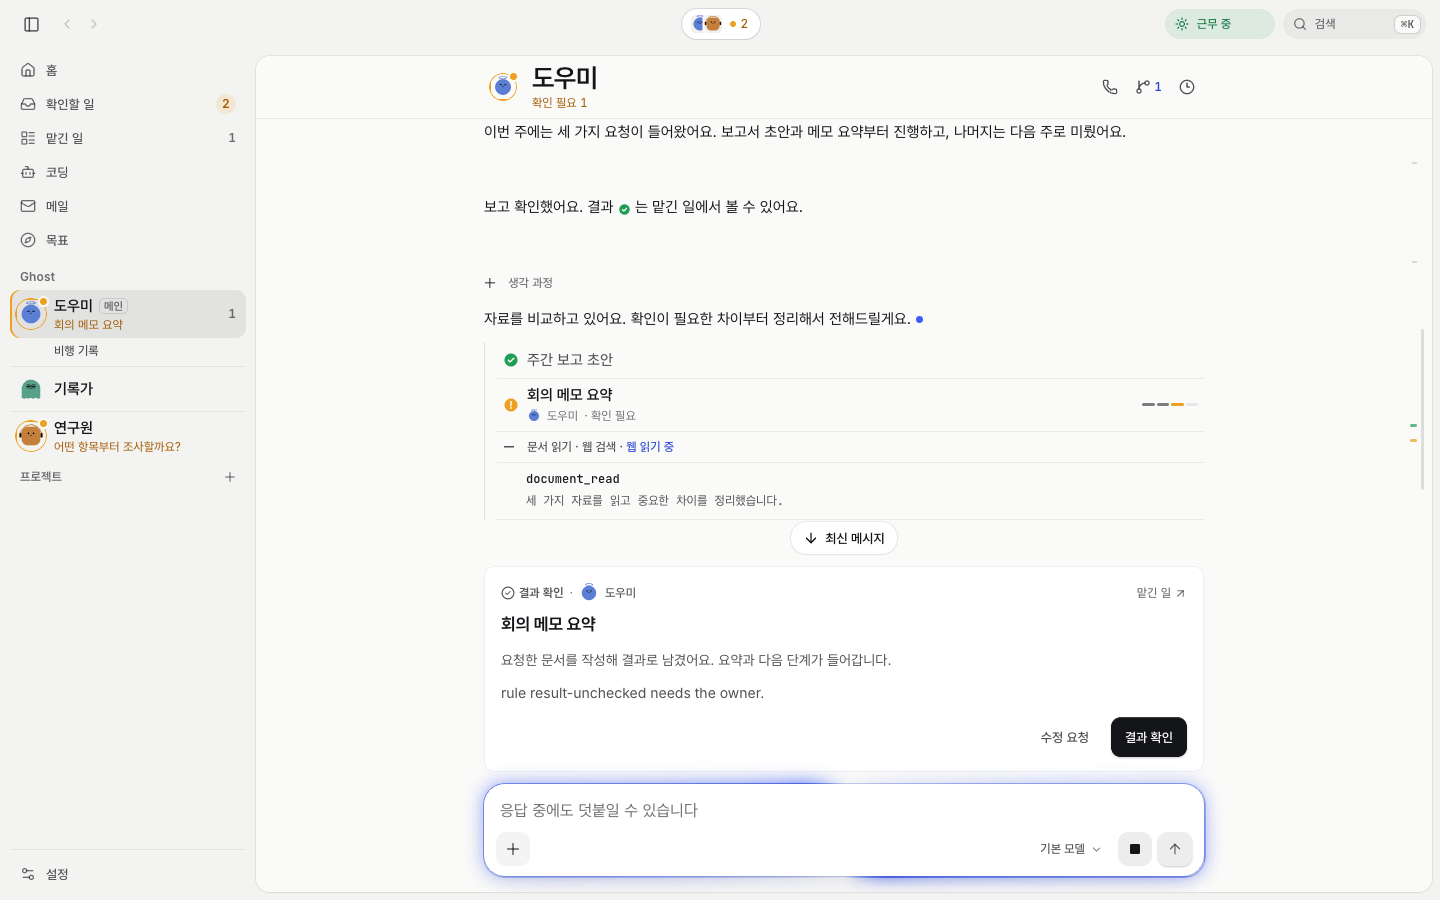 2
근무 중
검색
⌘K
홈
확인할 일
2
맡긴 일
1
코딩
메일
목표
Ghost
도우미 메인
회의 메모 요약
1
비행 기록
기록가
연구원
어떤 항목부터 조사할까요?
프로젝트
설정
도우미
확인 필요 1
1
이번 주에는 세 가지 요청이 들어왔어요. 보고서 초안과 메모 요약부터 진행하고, 나머지는 다음 주로 미뤘어요.
보고 확인했어요. 결과 는 맡긴 일에서 볼 수 있어요.
생각 과정
자료를 비교하고 있어요. 확인이 필요한 차이부터 정리해서 전해드릴게요.
주간 보고 초안
회의 메모 요약
도우미 · 확인 필요
문서 읽기 · 웹 검색 · 웹 읽기 중
document_read
세 가지 자료를 읽고 중요한 차이를 정리했습니다.
최신 메시지
결과 확인 · 도우미
맡긴 일
회의 메모 요약
요청한 문서를 작성해 결과로 남겼어요. 요약과 다음 단계가 들어갑니다.
rule result-unchecked needs the owner.
수정 요청
결과 확인
응답 중에도 덧붙일 수 있습니다
기본 모델